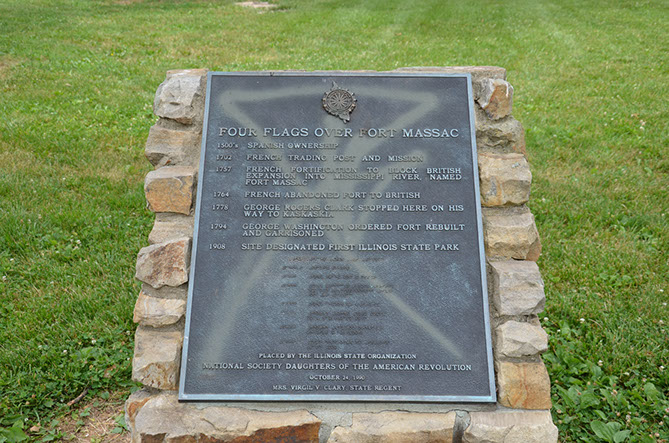 FOUR FLAGS OVER FORT MASSAC
1500's SPANISH OWNERSHIP
1702 FRENCH TRADING POST AND MISSION
1757 FRENCH FORTIFICATION TO BLOCK BRITISH
EXPANSION INTO MISSISSIPPI RIVER, NAMED
FORT MASSAC
1764 FRENCH ABANDONED FORT TO BRITISH
1778 GEORGE ROGERS CLARK STOPPED HERE ON HIS
WAY TO KASKASKIA
1794 GEORGE WASHINGTON ORDERED FORT REBUILT
AND GARRISONED
1908 SITE DESIGNATED FIRST ILLINOIS STATE PARK
PLACED BY THE ILLINOIS STATE ORGANIZATION
NATIONAL SOCIETY DAUGHTERS OF THE AMERICAN REVOLUTION
OCTOBER 24,
MRS. VIRGIL V. CLARY, STATE REGENT